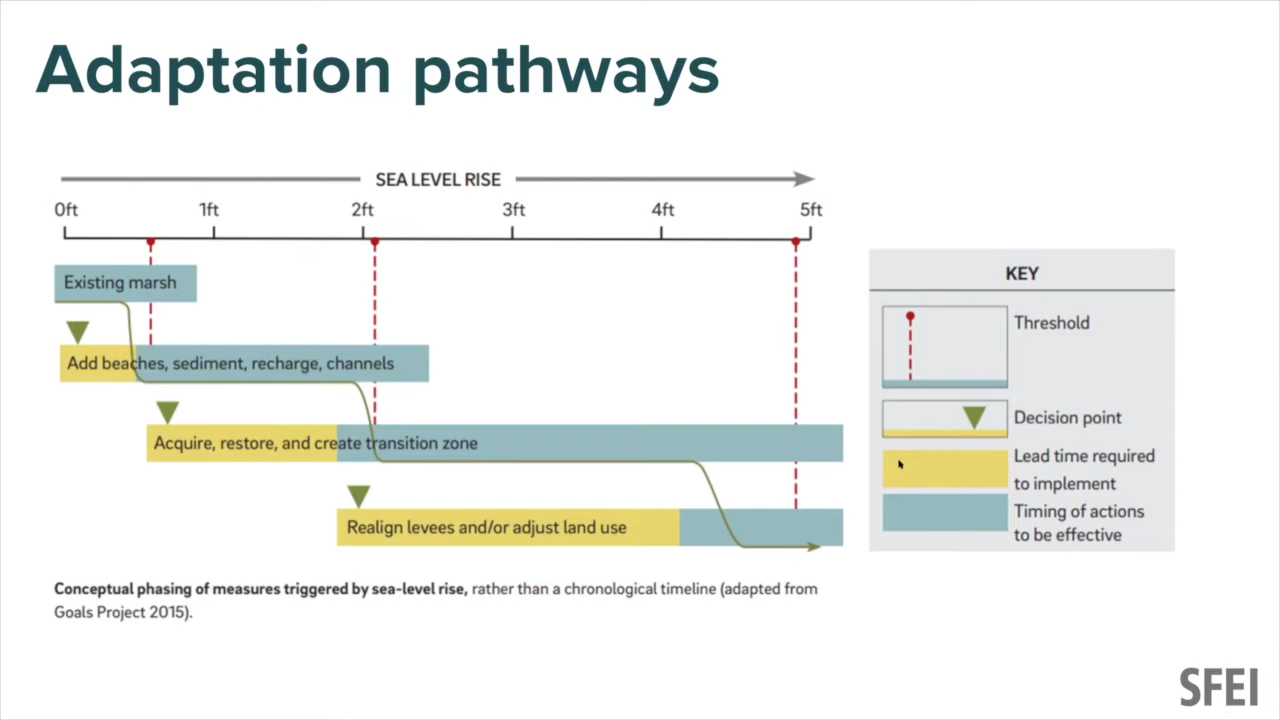 Adaptation pathways
SEA LEVEL RISE
0ft 1ft 2ft 3ft 4ft 5ft
Existing marsh
Add beaches, sediment, recharge, channels
Acquire, restore, and create transition zone
Realign levees and/or adjust land use
KEY
Threshold
Decision point
Lead time required
to implement
Timing of actions
to be effective
Conceptual phasing of measures triggered by sea-level rise, rather than a chronological timeline (adapted from
Goals Project 2015).
SFEI